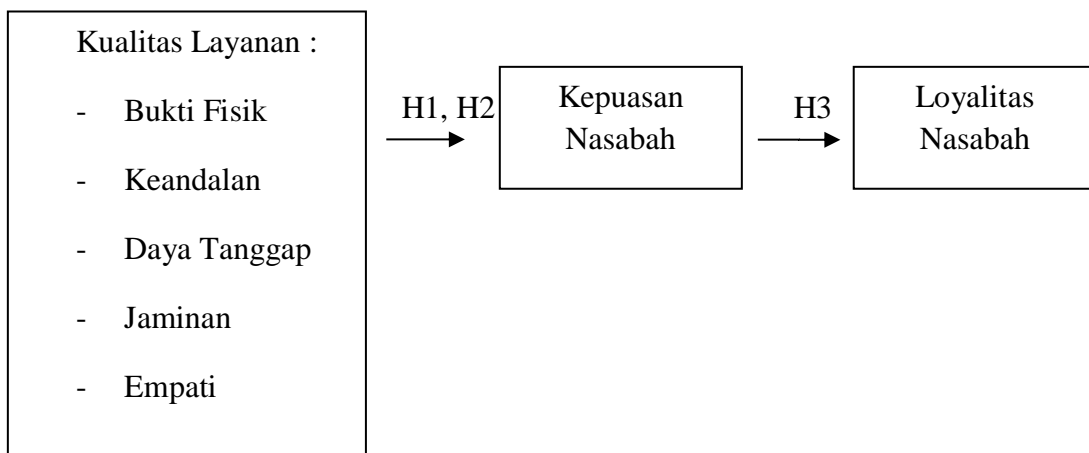 Kualitas Layanan :
- Bukti Fisik
- Keandalan
- Daya Tanggap
- Jaminan
- Empati
H1, H2
Kepuasan
Nasabah
H3
Loyalitas
Nasabah